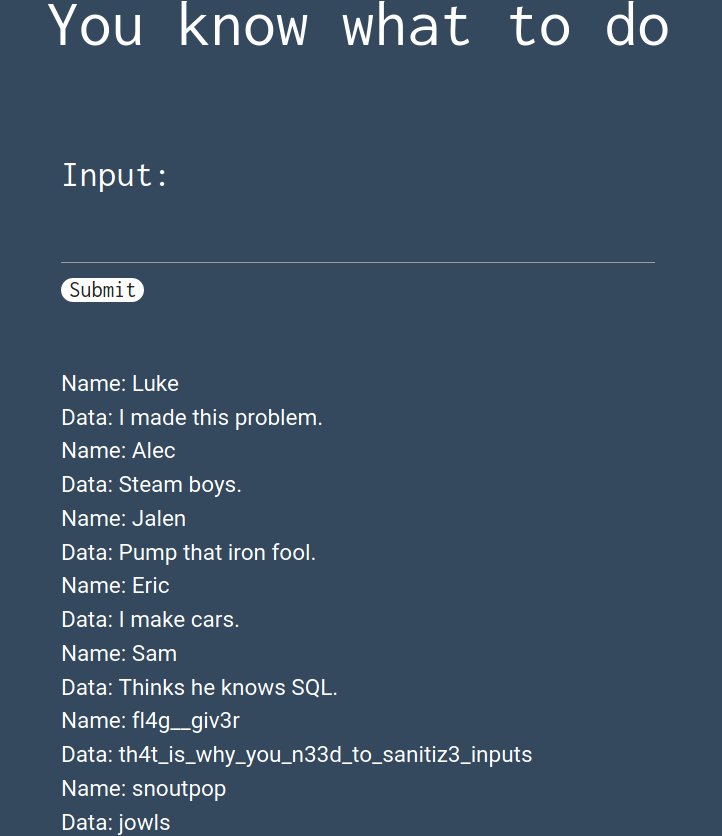 You know what to do
Input:
Submit
Name: Luke
Data: I made this problem.
Name: Alec
Data: Steam boys.
Name: Jalen
Data: Pump that iron fool.
Name: Eric
Data: I make cars.
Name: Sam
Data: Thinks he knows SQL.
Name: fl4g__giv3r
Data: th4t_is_why_you_n33d_to_sanitiz3_inputs
Name: snoutpop
Data: jowls